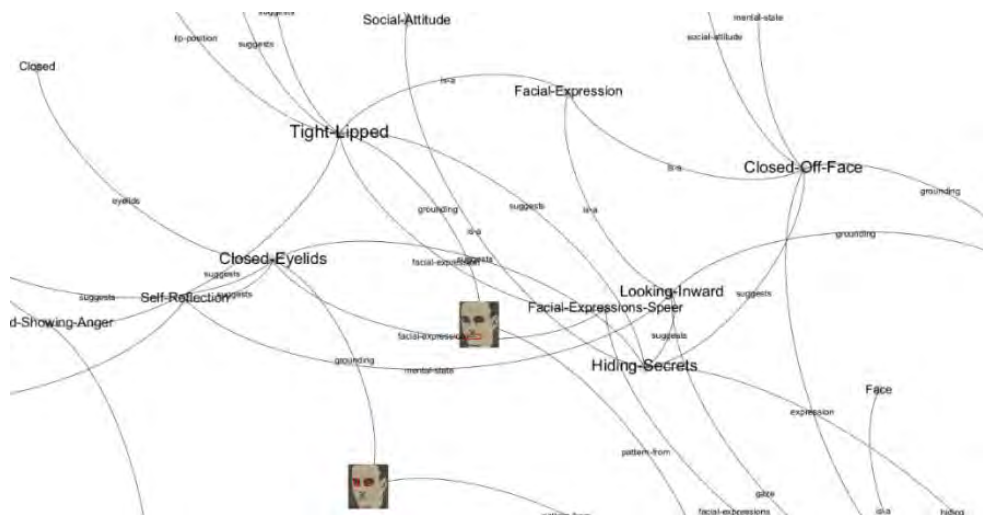 suggests
Social-Attitude
mental-state
lip-position
suggests
social-attitude
Closed
is-a
Facial-Expression
Tight-Lipped
is-a
Closed-Off-Face
grounding
eyelids
grounding
suggests
is-a
is-a
grounding
Closed-Eyelids
facial-expression
suggests
suggests
suggests
suggests
Self-Reflection
Looking-Inward
suggests
d-Showing-Anger
Facial-Expressions-Speer
facial-expression
suggests
grounding
mental-state
Hiding-Secrets
Face
expression
pattern-from
gaze
pattern-from
facial-expressions
is-a
hiding